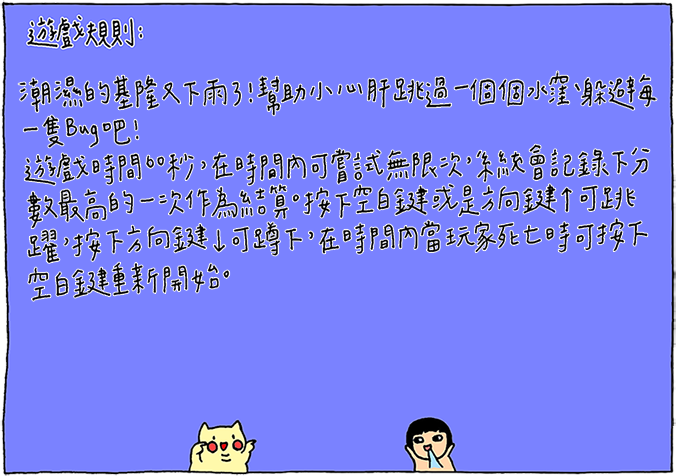 遊戲規則:
潮濕的基隆又下雨了!幫助小心肝跳過一個個水窪、躲避每
一隻Bug吧!
遊戲時間60秒,在時間內可嘗試無限次,系統會記錄下分
數最高的一次作為結算。按下空白鍵或是方向鍵↑可跳
躍,按下方向鍵↓可蹲下,在時間內當玩家死亡時可按下
空白鍵重新開始。